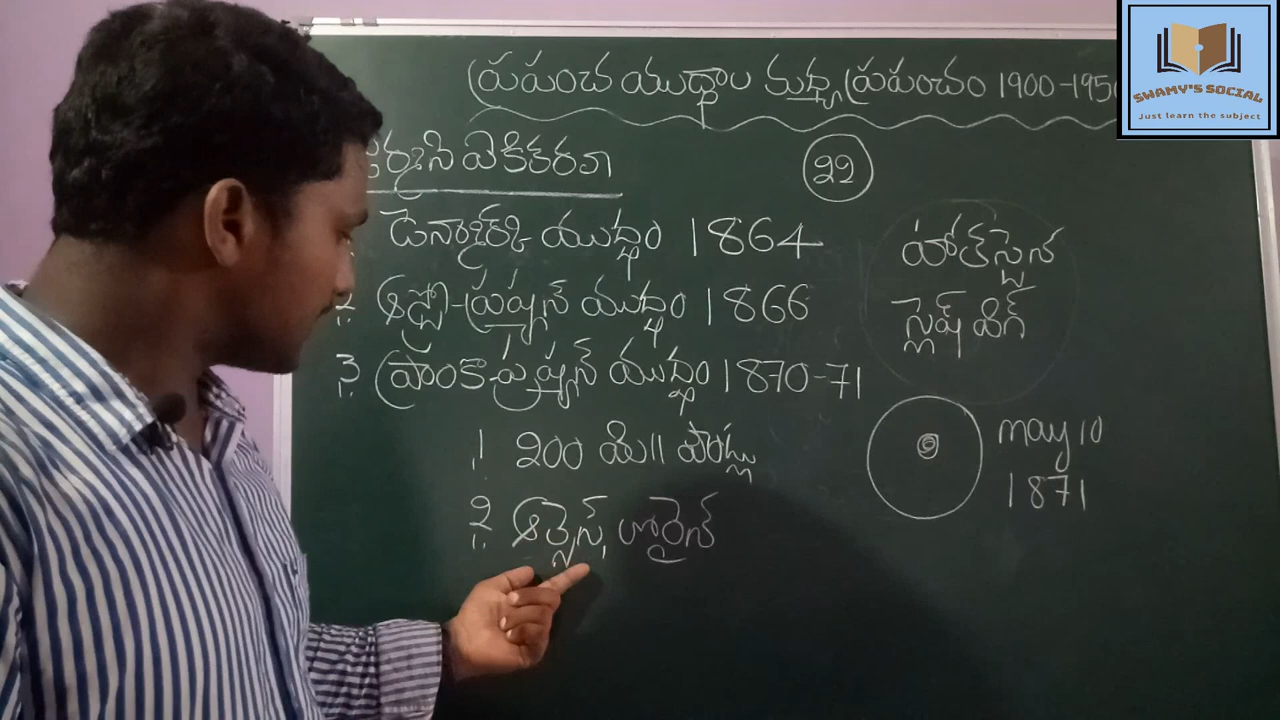 ప్రపంచ యుద్ధాల మధ్య ప్రపంచం 1900-1950
జర్మని ఏకీకరణ
22
డెన్మార్క్ యుద్ధం 1864
2. ఆస్ట్రో-ప్రష్యన్ యుద్ధం 1866
3. ఫ్రాంకో-ప్రష్యన్ యుద్ధం 1870-71
1. 200 మి॥ పౌండ్లు
2. ఆల్సెస్, లోరైన్
హోల్‌స్టైన
స్లెష్ విగ్
may 10
1871
SWAMY'S SOCIAL
Just learn the subject